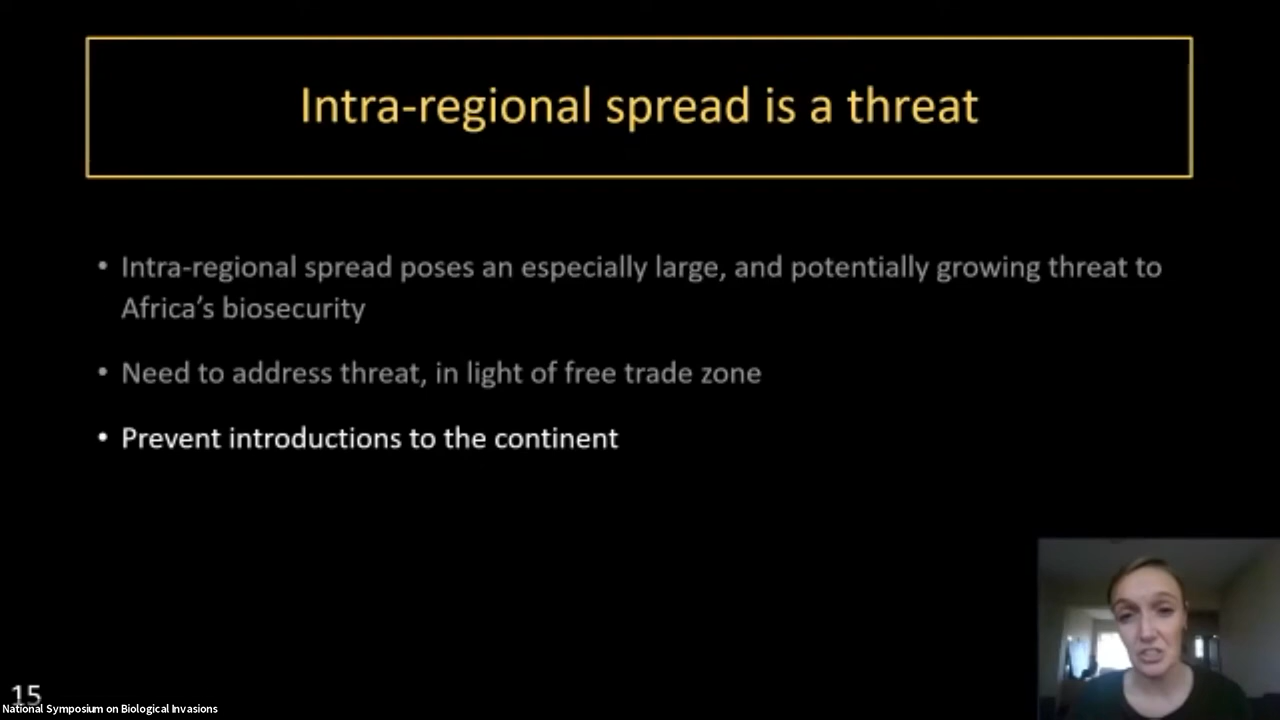 Intra-regional spread is a threat
• Intra-regional spread poses an especially large, and potentially growing threat to
Africa’s biosecurity
• Need to address threat, in light of free trade zone
• Prevent introductions to the continent
15
National Symposium on Biological Invasions